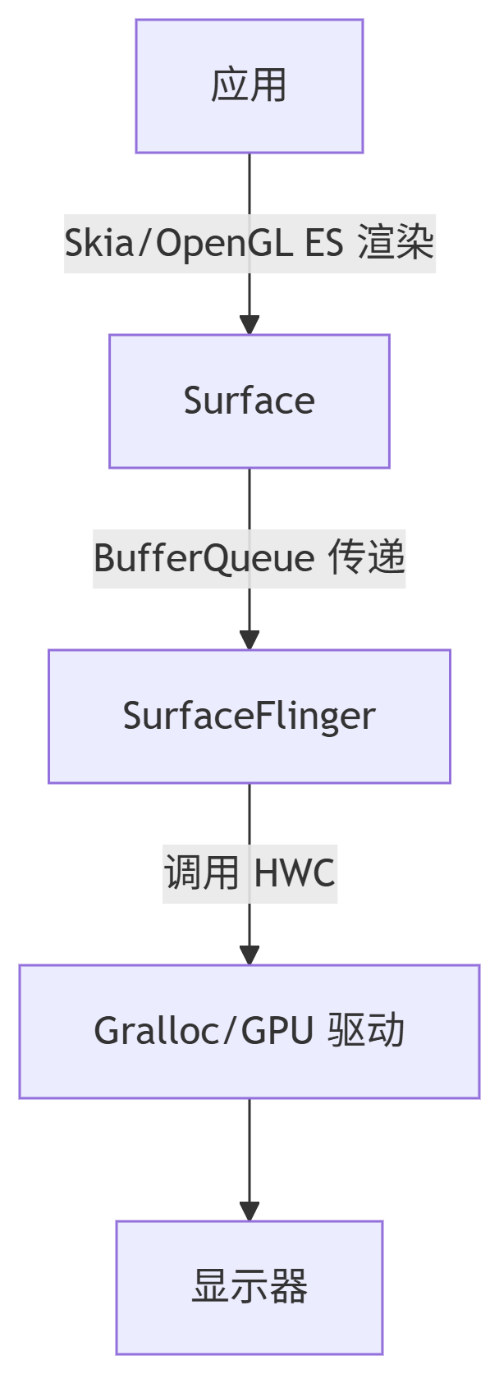 应用
Skia/OpenGL ES 渲染
Surface
BufferQueue 传递
SurfaceFlinger
调用 HWC
Gralloc/GPU 驱动
显示器